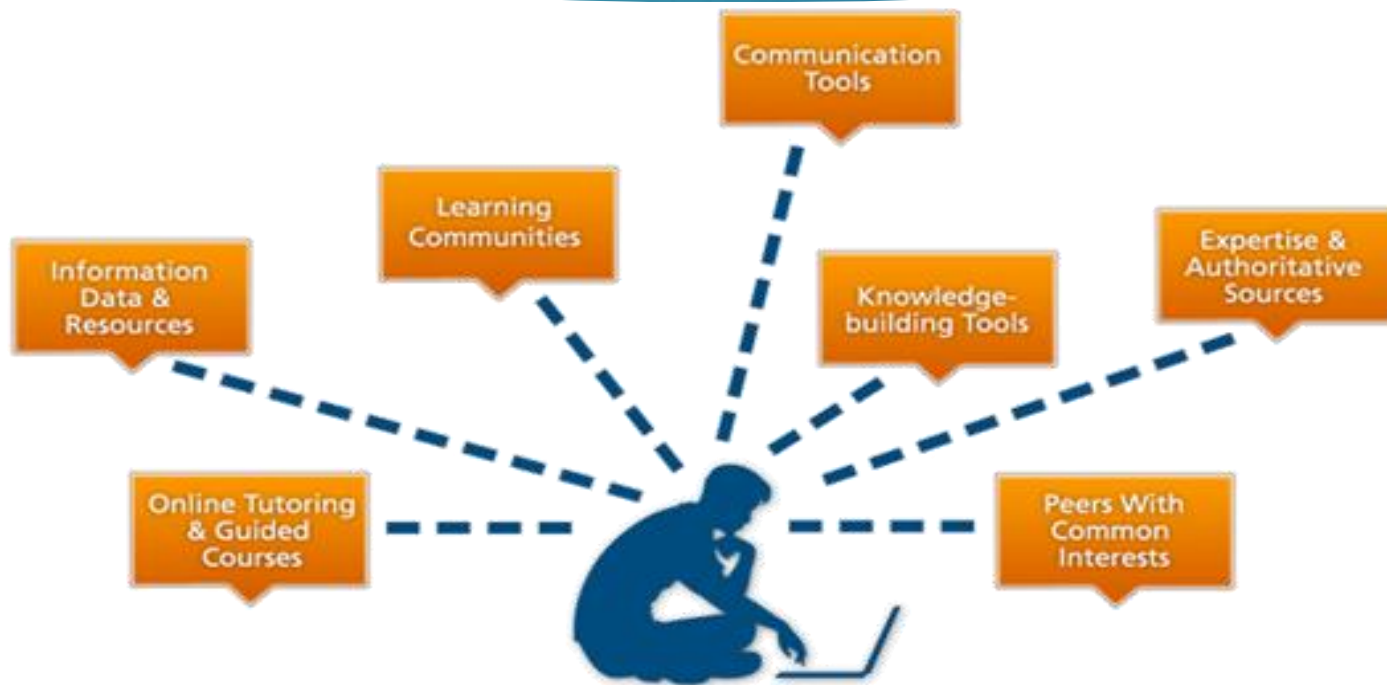 Communication
Tools
Learning
Communities
Information
Data &
Resources
Knowledge-
building Tools
Expertise &
Authoritative
Sources
Online Tutoring
& Guided
Courses
Peers With
Common
Interests